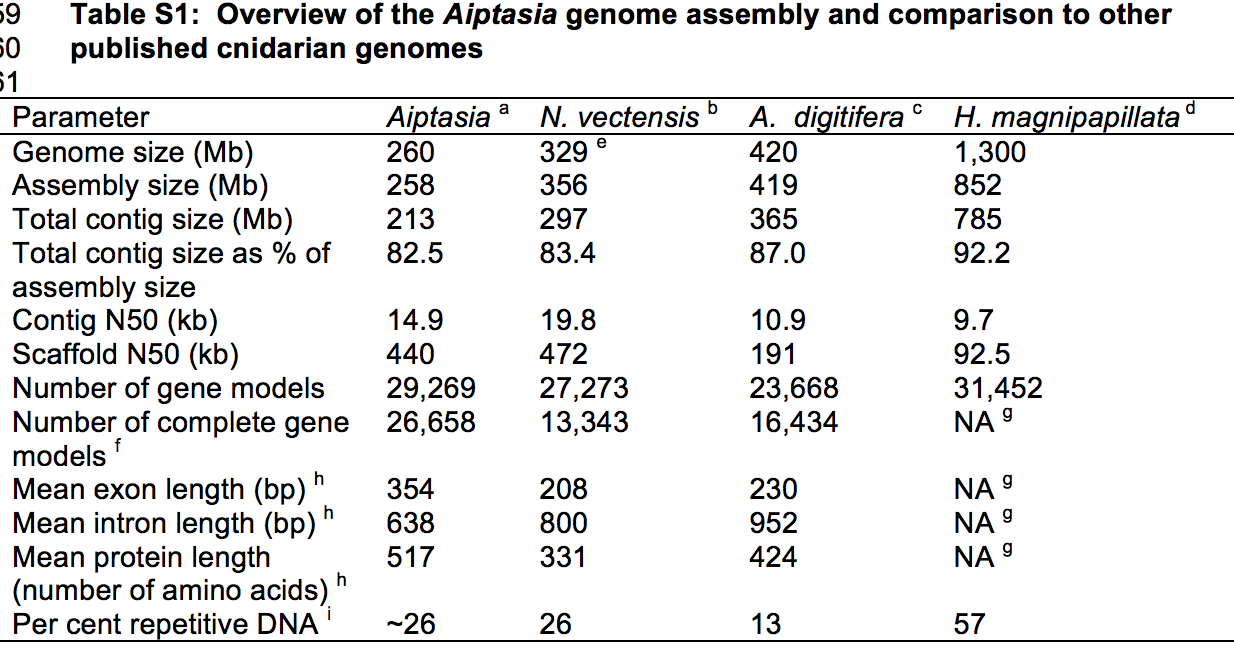 59 Table S1: Overview of the Aiptasia genome assembly and comparison to other
60 published cnidarian genomes
61
Parameter Aiptasia a N. vectensis b A. digitifera c H. magnipapillata d
Genome size (Mb) 260 329 e 420 1,300
Assembly size (Mb) 258 356 419 852
Total contig size (Mb) 213 297 365 785
Total contig size as % of 82.5 83.4 87.0 92.2
assembly size
Contig N50 (kb) 14.9 19.8 10.9 9.7
Scaffold N50 (kb) 440 472 191 92.5
Number of gene models 29,269 27,273 23,668 31,452
Number of complete gene 26,658 13,343 16,434 NA g
models f
Mean exon length (bp) h 354 208 230 NA g
Mean intron length (bp) h 638 800 952 NA g
Mean protein length 517 331 424 NA g
(number of amino acids) h
Per cent repetitive DNA i ~26 26 13 57